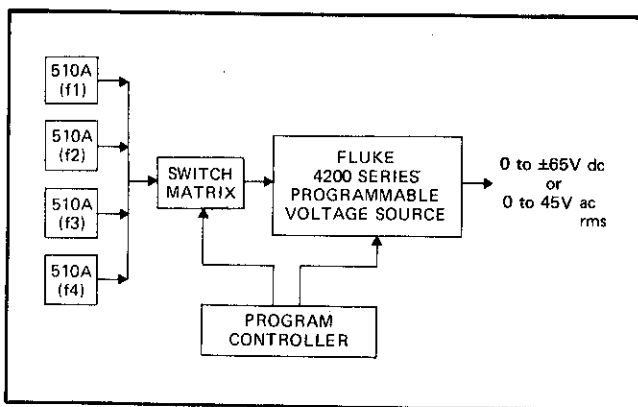 510A
(f1)
510A
(f2)
510A
(f3)
510A
(f4)
SWITCH
MATRIX
FLUKE
4200 SERIES
PROGRAMMABLE
VOLTAGE SOURCE
0 to ±65V dc
or
0 to 45V ac
rms
PROGRAM
CONTROLLER